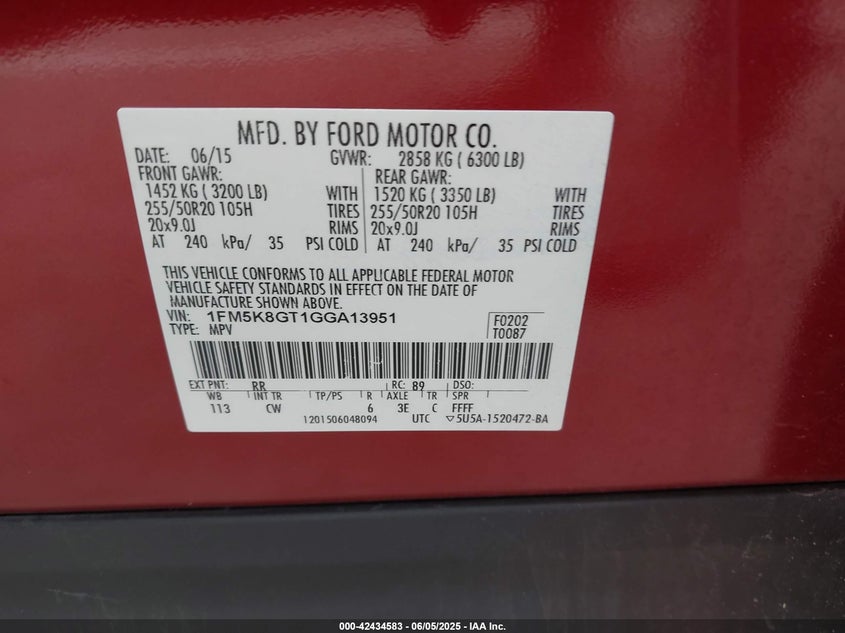 MFD. BY FORD MOTOR CO.
DATE: 06/15 GVWR: 2858 KG ( 6300 LB)
FRONT GAWR: REAR GAWR:
1452 KG ( 3200 LB) WITH 1520 KG ( 3350 LB) WITH
255/50R20 105H TIRES 255/50R20 105H TIRES
20x9.0J RIMS 20x9.0J RIMS
AT 240 kPa/ 35 PSI COLD AT 240 kPa/ 35 PSI COLD
THIS VEHICLE CONFORMS TO ALL APPLICABLE FEDERAL MOTOR
VEHICLE SAFETY STANDARDS IN EFFECT ON THE DATE OF
MANUFACTURE SHOWN ABOVE.
VIN: 1FM5K8GT1GGA13951 F0202
TYPE: MPV T0087
EXT PNT: RR RC: 89 DSO:
WB INT TR TP/PS R AXLE TR SPR
113 CW 6 3E C FFFF
1201506048094 UTC ▽5U5A-1520472-BA
000-42434583 - 06/05/2025 - IAA Inc.